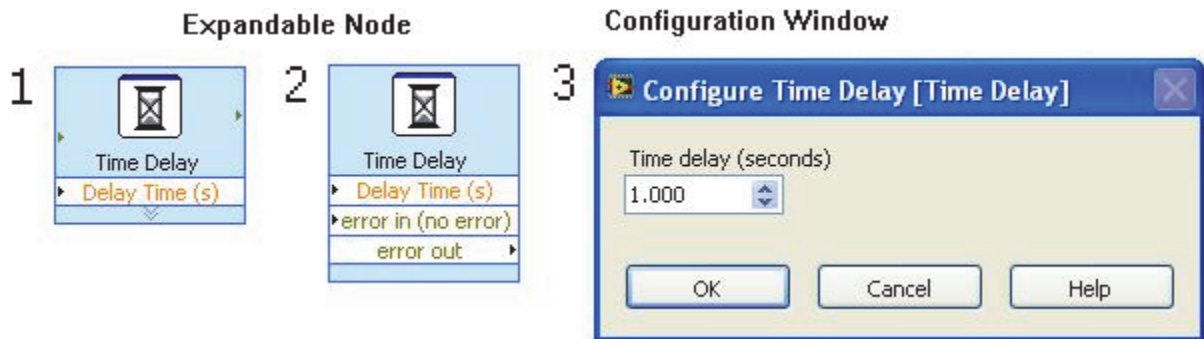 Expandable Node
Configuration Window
1
Time Delay
Delay Time (s)
2
Time Delay
Delay Time (s)
error in (no error)
error out
3
Configure Time Delay [Time Delay]
Time delay (seconds)
1.000
OK Cancel Help